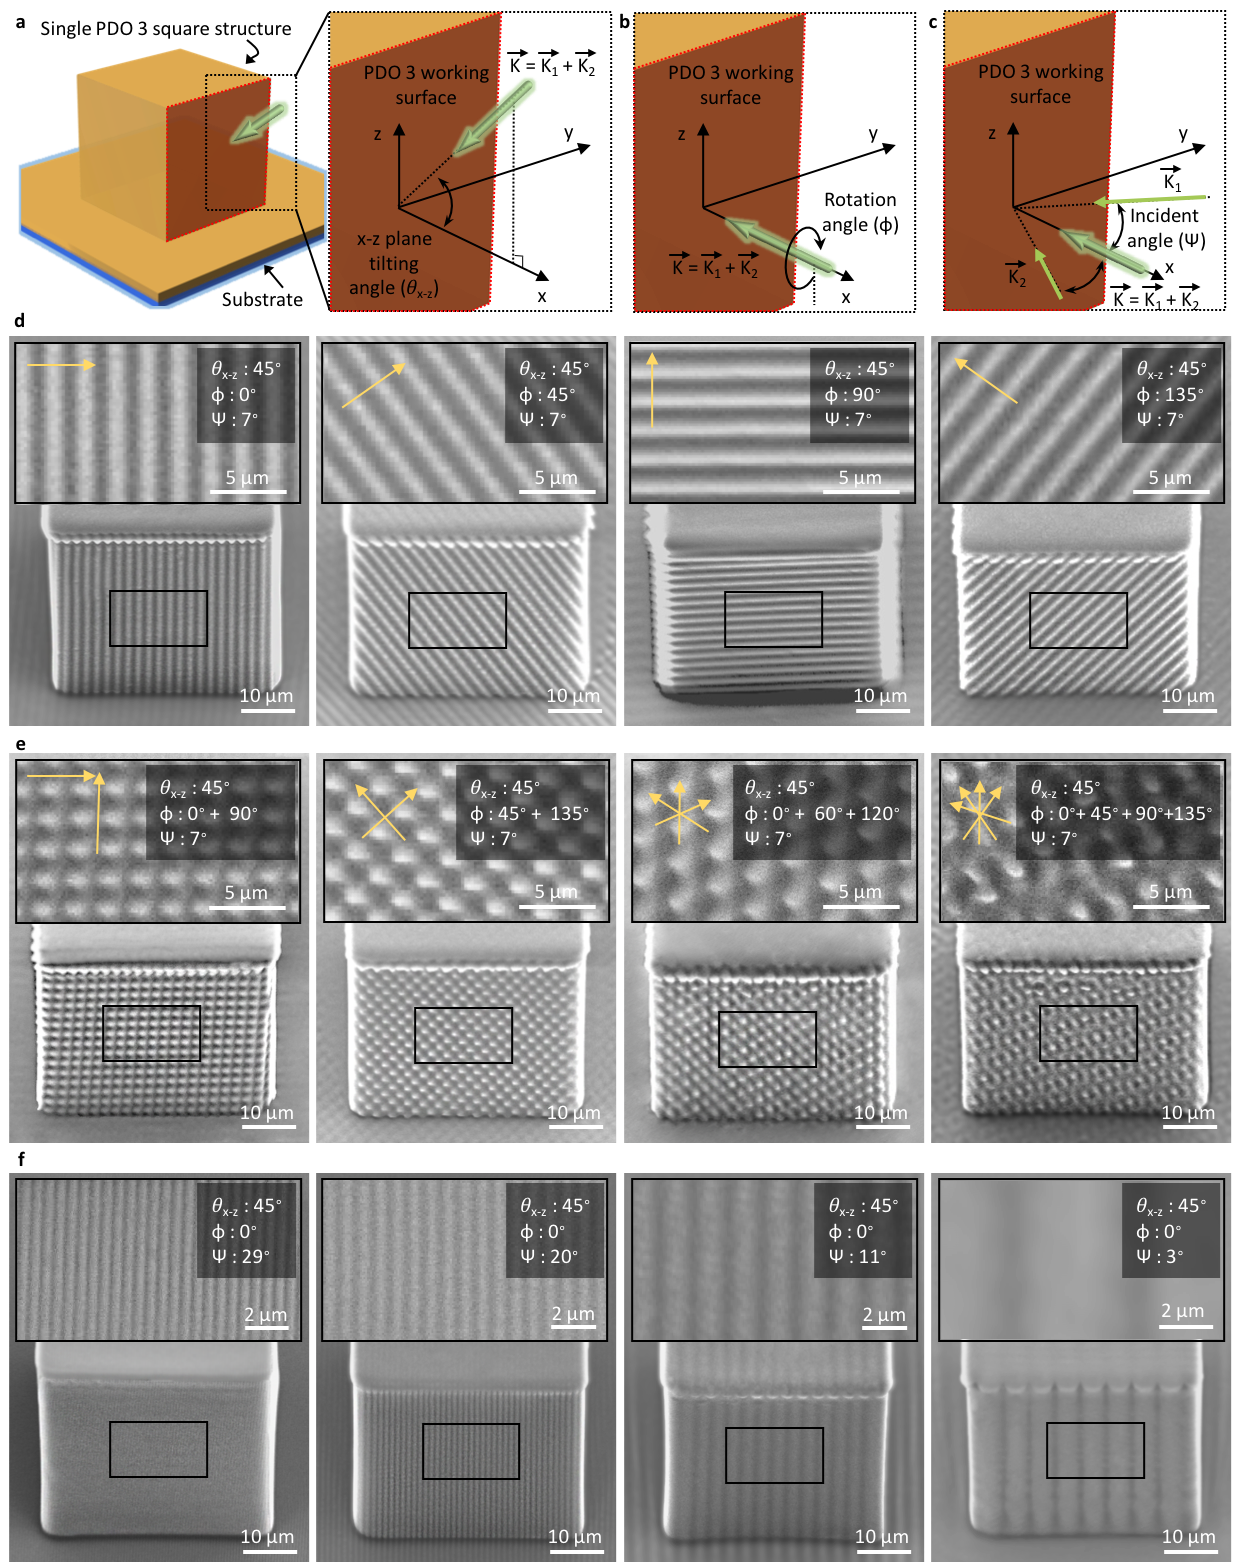 a
Single PDO 3 square structure
Substrate
PDO 3 working
surface
K = K₁ + K₂
z
y
x-z plane
tilting
angle (θx-z)
x
b
PDO 3 working
surface
z
y
Rotation
angle (ϕ)
K = K₁ + K₂
x
c
PDO 3 working
surface
z
y
K₁
Incident
angle (Ψ)
K₂
x
K = K₁ + K₂
d
θx-z : 45°
ϕ : 0°
Ψ : 7°
5 µm
10 µm
θx-z : 45°
ϕ : 45°
Ψ : 7°
5 µm
10 µm
θx-z : 45°
ϕ : 90°
Ψ : 7°
5 µm
10 µm
θx-z : 45°
ϕ : 135°
Ψ : 7°
5 µm
10 µm
e
θx-z : 45°
ϕ : 0° + 90°
Ψ : 7°
5 µm
10 µm
θx-z : 45°
ϕ : 45° + 135°
Ψ : 7°
5 µm
10 µm
θx-z : 45°
ϕ : 0° + 60° + 120°
Ψ : 7°
5 µm
10 µm
θx-z : 45°
ϕ : 0°+ 45°+ 90°+135°
Ψ : 7°
5 µm
10 µm
f
θx-z : 45°
ϕ : 0°
Ψ : 29°
2 µm
10 µm
θx-z : 45°
ϕ : 0°
Ψ : 20°
2 µm
10 µm
θx-z : 45°
ϕ : 0°
Ψ : 11°
2 µm
10 µm
θx-z : 45°
ϕ : 0°
Ψ : 3°
2 µm
10 µm